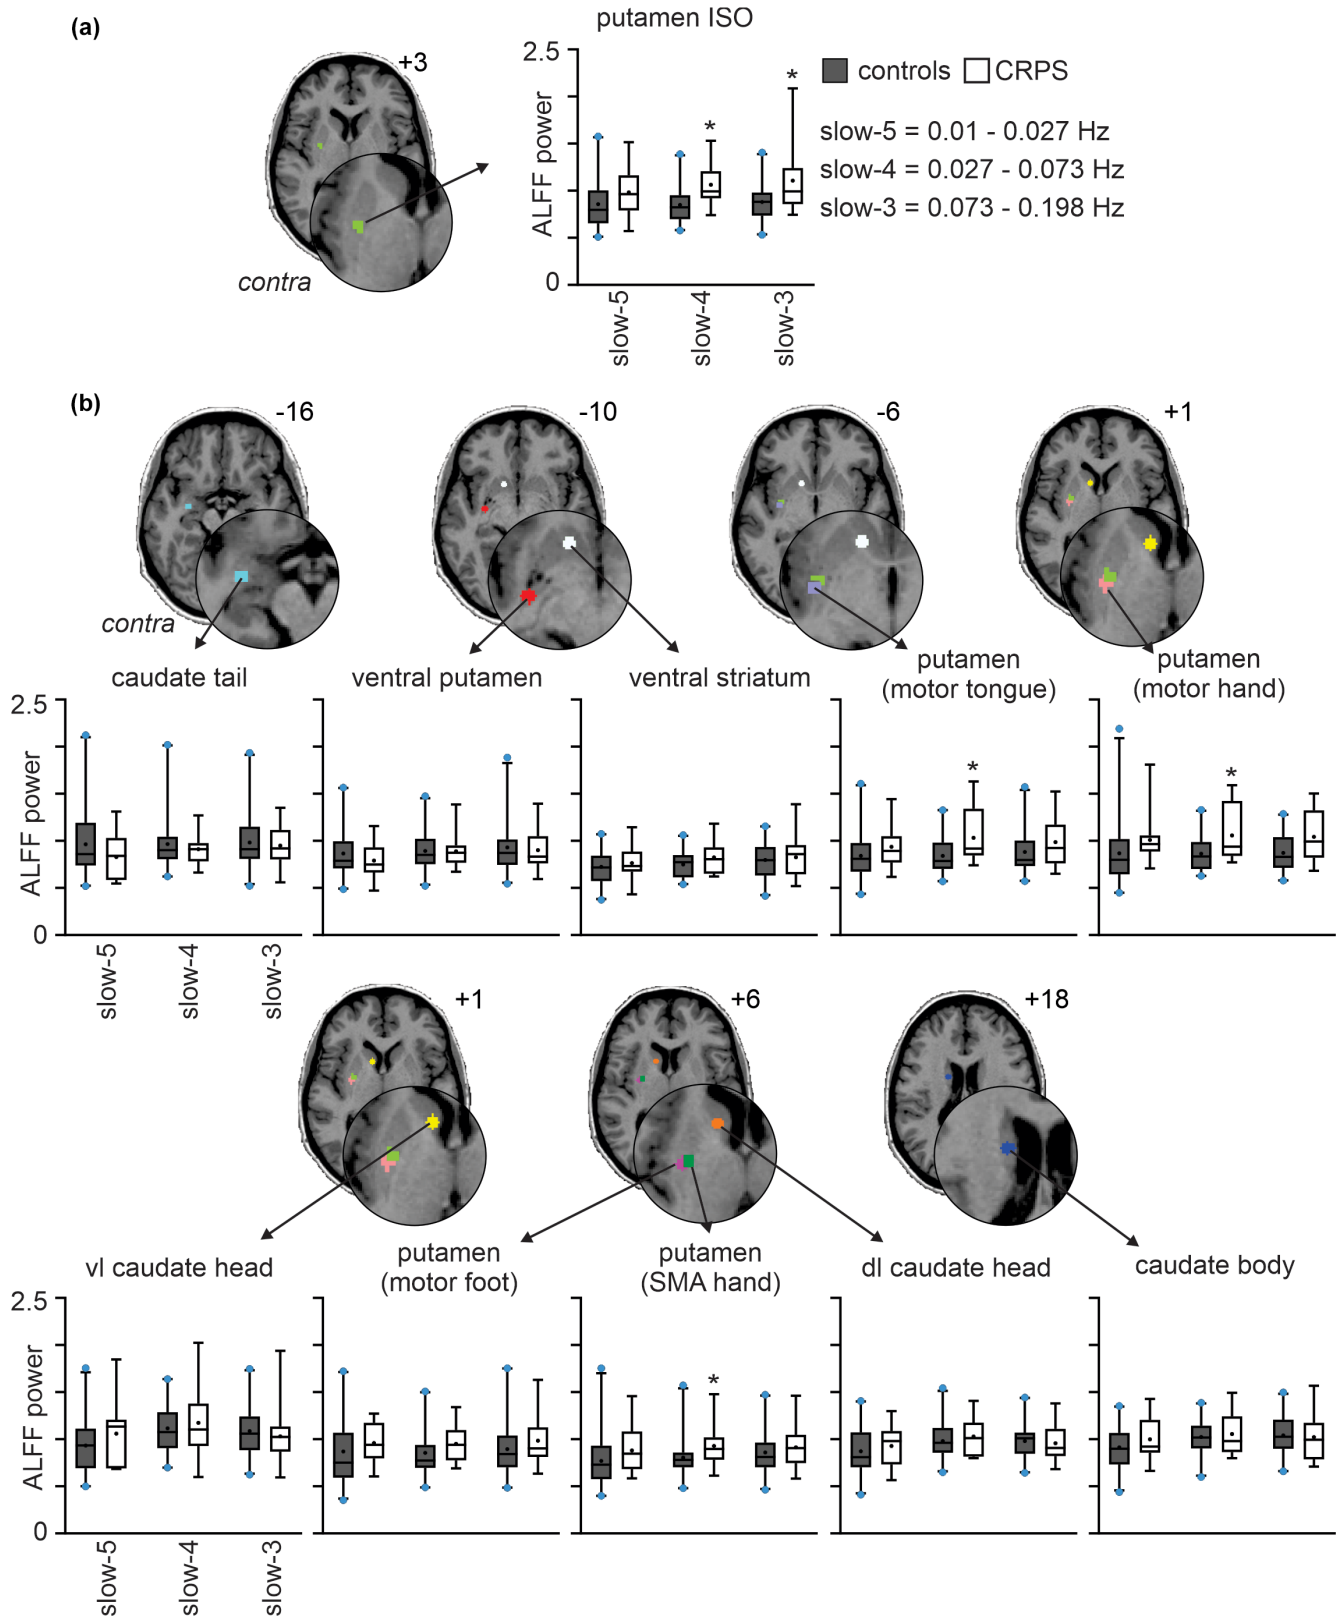 (a)
putamen ISO
+3
2.5
controls
CRPS
*
*
ALFF power
slow-5 = 0.01 - 0.027 Hz
slow-4 = 0.027 - 0.073 Hz
slow-3 = 0.073 - 0.198 Hz
contra
0
slow-5
slow-4
slow-3
(b)
-16
-10
-6
+1
contra
caudate tail
ventral putamen
ventral striatum
putamen
(motor tongue)
putamen
(motor hand)
2.5
ALFF power
*
*
0
slow-5
slow-4
slow-3
+1
+6
+18
vl caudate head
putamen
(motor foot)
putamen
(SMA hand)
dl caudate head
caudate body
2.5
ALFF power
*
0
slow-5
slow-4
slow-3